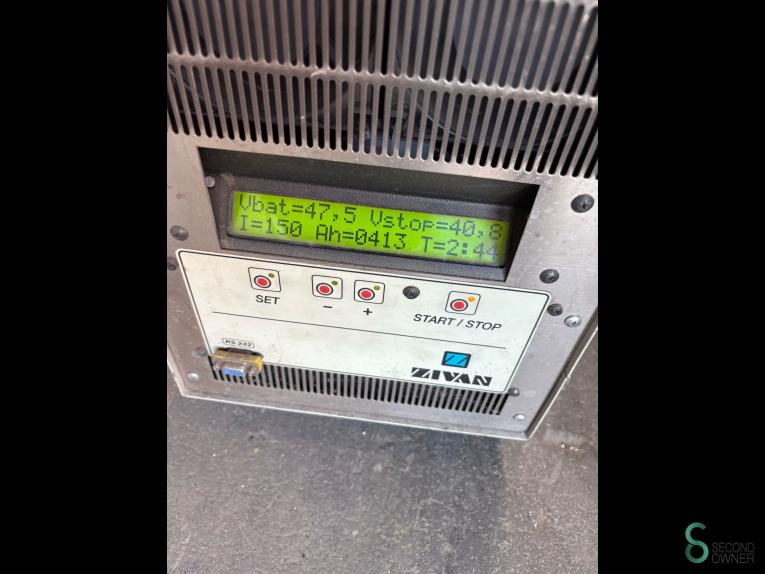 Vbat=47,5 Vstop=40,8
I=150 Ah=0413 T=2:44
SET
-
+
START / STOP
RS 232
ZIVAN
SECOND
OWNER